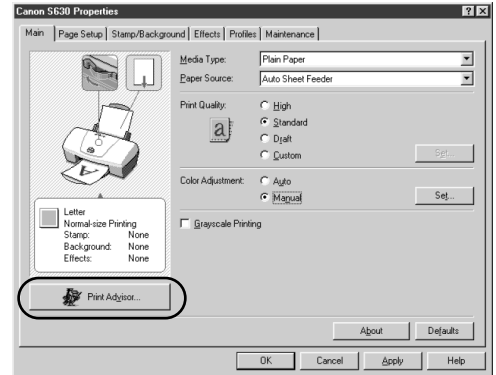 Canon S630 Properties
Main Page Setup Stamp/Background Effects Profiles Maintenance
Media Type: Plain Paper
Paper Source: Auto Sheet Feeder
Print Quality: High
Standard
Draft
Custom
Set...
Color Adjustment: Auto
Manual
Set...
Grayscale Printing
Letter
Normal-size Printing
Stamp: None
Background: None
Effects: None
Print Advisor...
About Defaults
OK Cancel Apply Help